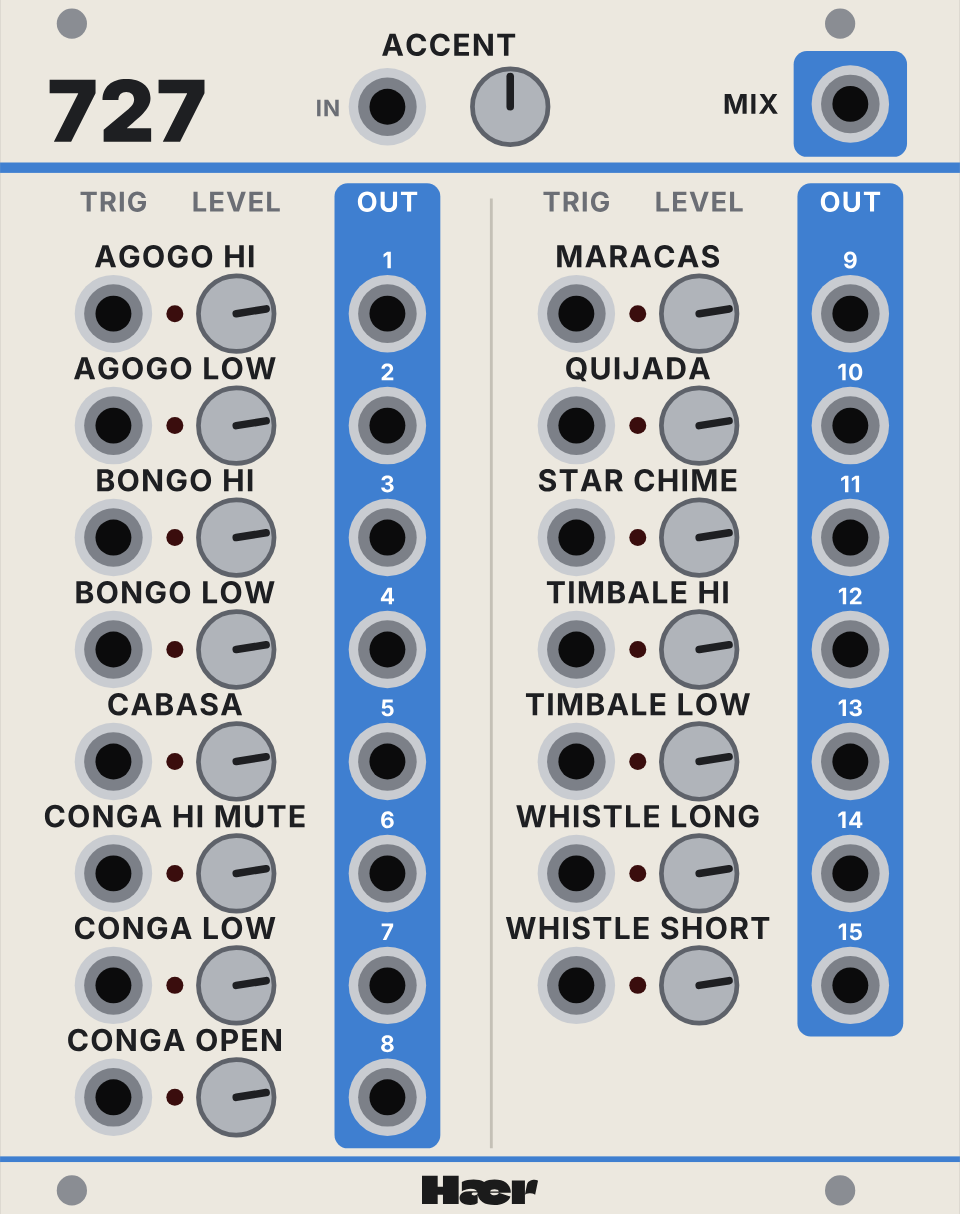 ACCENT
727
IN
MIX
TRIG LEVEL OUT
AGOGO HI 1
AGOGO LOW 2
BONGO HI 3
BONGO LOW 4
CABASA 5
CONGA HI MUTE 6
CONGA LOW 7
CONGA OPEN 8
TRIG LEVEL OUT
MARACAS 9
QUIJADA 10
STAR CHIME 11
TIMBALE HI 12
TIMBALE LOW 13
WHISTLE LONG 14
WHISTLE SHORT 15
Hær